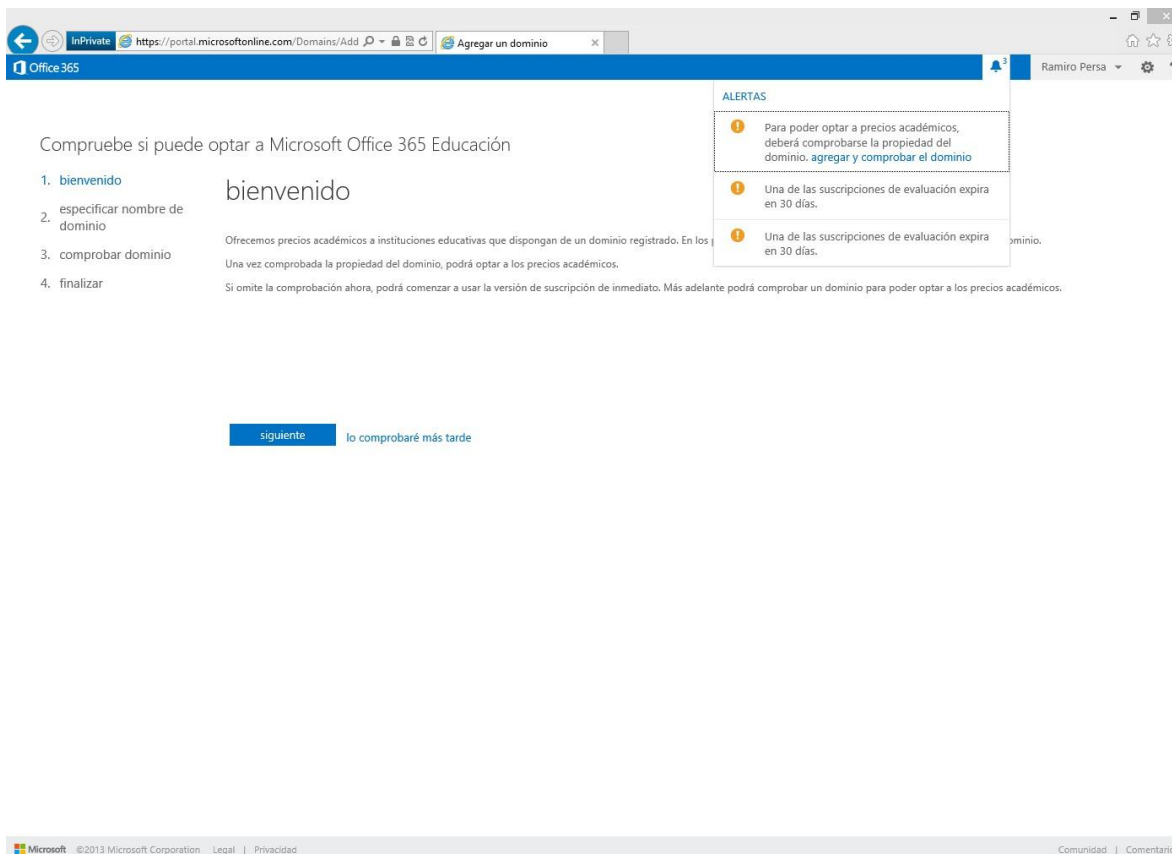 InPrivate https://portal.microsoftonline.com/Domains/Add Agregar un dominio
Office 365 3 Ramiro Persa
ALERTAS
Para poder optar a precios académicos,
deberá comprobarse la propiedad del
dominio. agregar y comprobar el dominio
Una de las suscripciones de evaluación expira
en 30 días.
Una de las suscripciones de evaluación expira
en 30 días.
Compruebe si puede optar a Microsoft Office 365 Educación
1. bienvenido
2. especificar nombre de
dominio
3. comprobar dominio
4. finalizar
bienvenido
Ofrecemos precios académicos a instituciones educativas que dispongan de un dominio registrado. En los ominio.
Una vez comprobada la propiedad del dominio, podrá optar a los precios académicos.
Si omite la comprobación ahora, podrá comenzar a usar la versión de suscripción de inmediato. Más adelante podrá comprobar un dominio para poder optar a los precios académicos.
siguiente lo comprobaré más tarde
Microsoft ©2013 Microsoft Corporation Legal | Privacidad Comunidad | Comentario